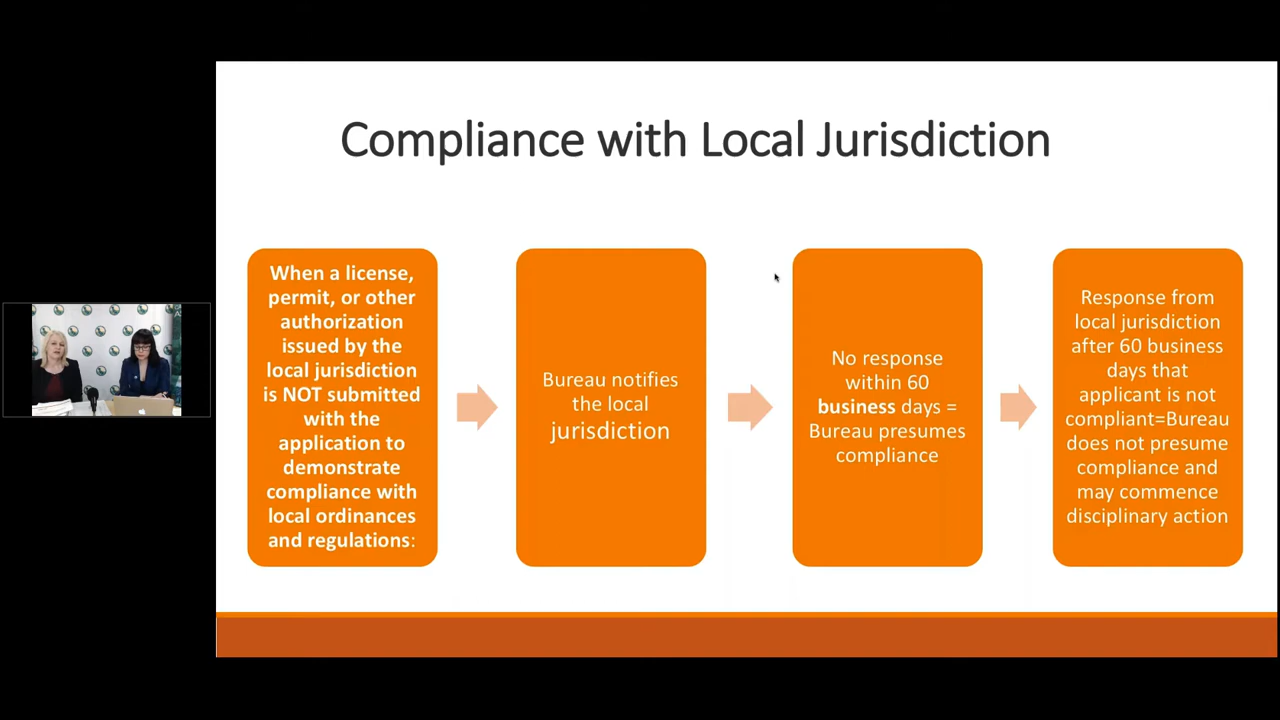 Compliance with Local Jurisdiction
When a license,
permit, or other
authorization
issued by the
local jurisdiction
is NOT submitted
with the
application to
demonstrate
compliance with
local ordinances
and regulations:
Bureau notifies
the local
jurisdiction
No response
within 60
business days =
Bureau presumes
compliance
Response from
local jurisdiction
after 60 business
days that
applicant is not
compliant=Bureau
does not presume
compliance and
may commence
disciplinary action